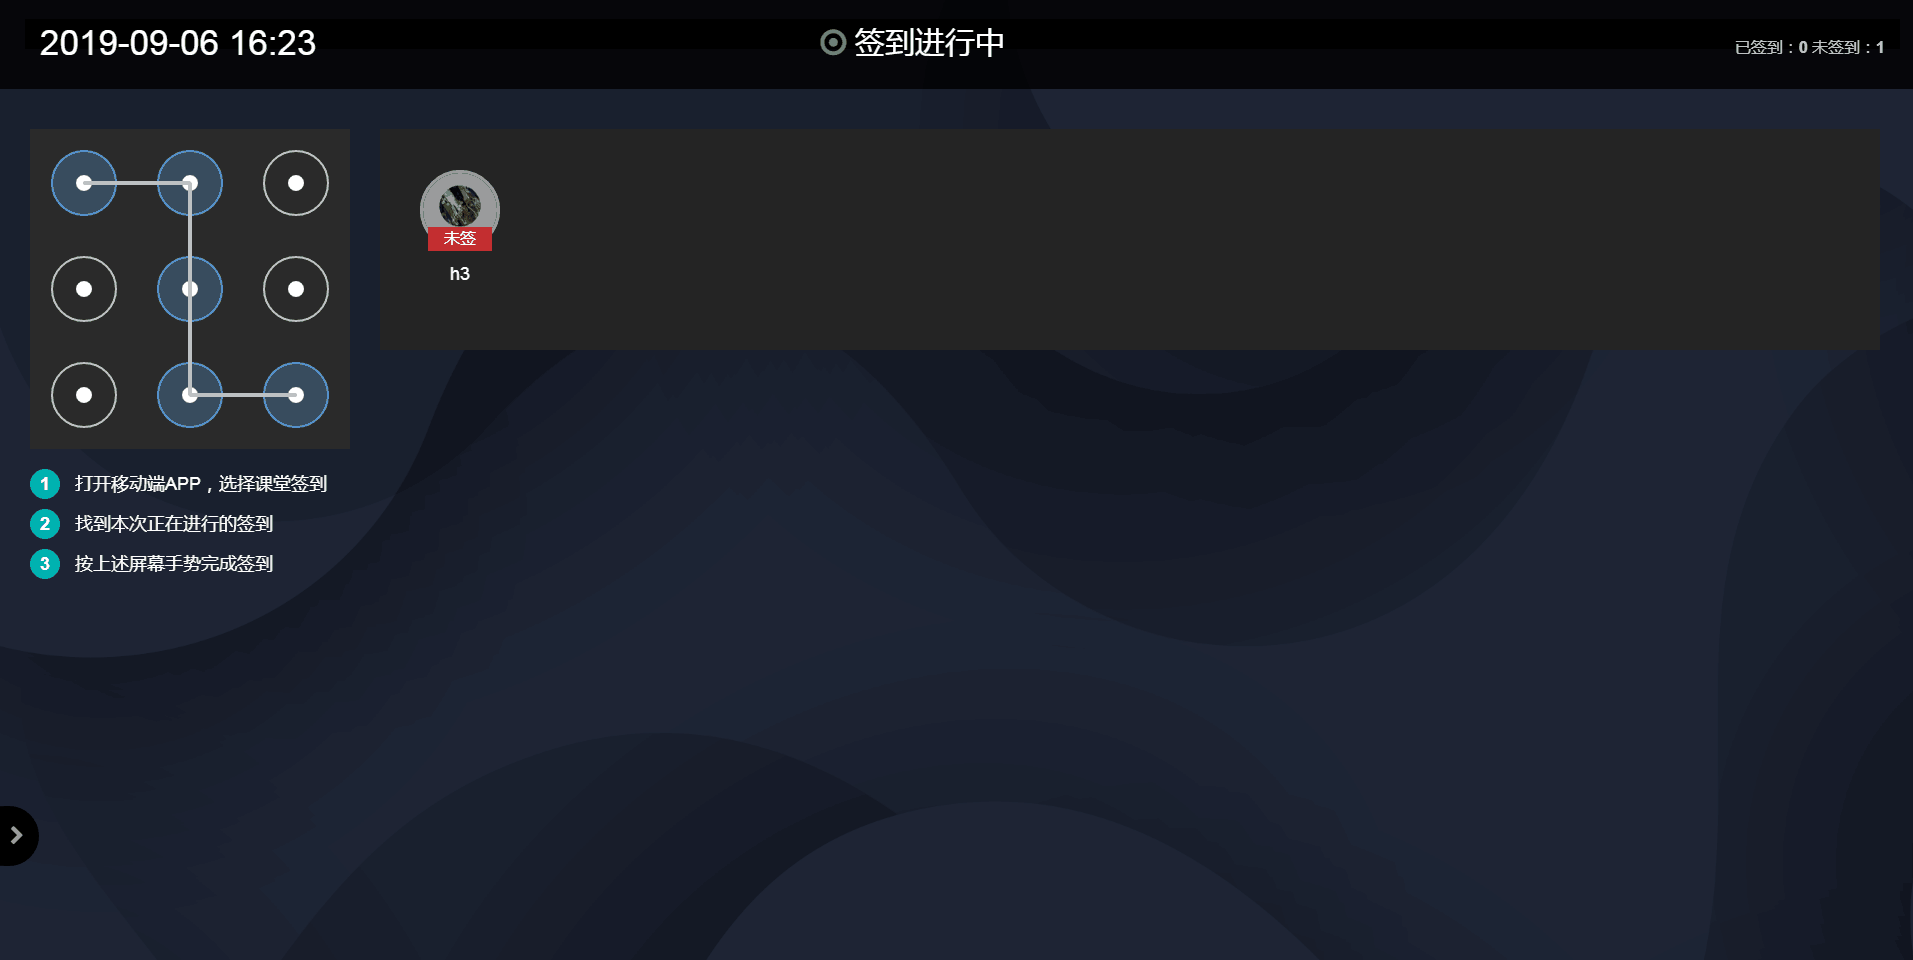 2019-09-06 16:23
签到进行中
已签到：0 未签到：1
未签
h3
1 打开移动端APP，选择课堂签到
2 找到本次正在进行的签到
3 按上述屏幕手势完成签到